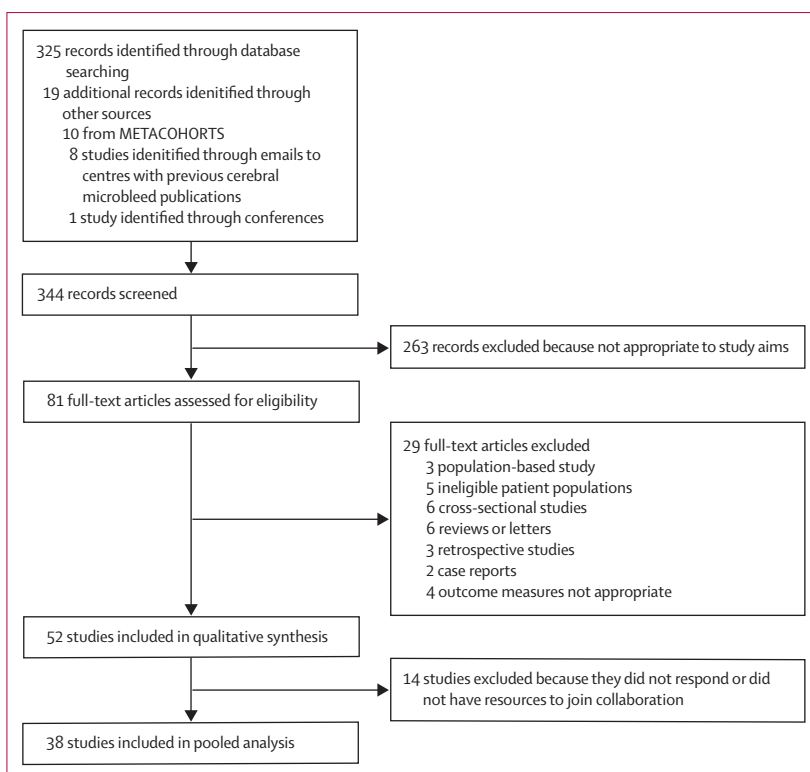 325 records identified through database
searching
19 additional records idenitified through
other sources
10 from METACOHORTS
8 studies idenitified through emails to
centres with previous cerebral
microbleed publications
1 study identified through conferences
344 records screened
263 records excluded because not appropriate to study aims
81 full-text articles assessed for eligibility
29 full-text articles excluded
3 population-based study
5 ineligible patient populations
6 cross-sectional studies
6 reviews or letters
3 retrospective studies
2 case reports
4 outcome measures not appropriate
52 studies included in qualitative synthesis
14 studies excluded because they did not respond or did
not have resources to join collaboration
38 studies included in pooled analysis